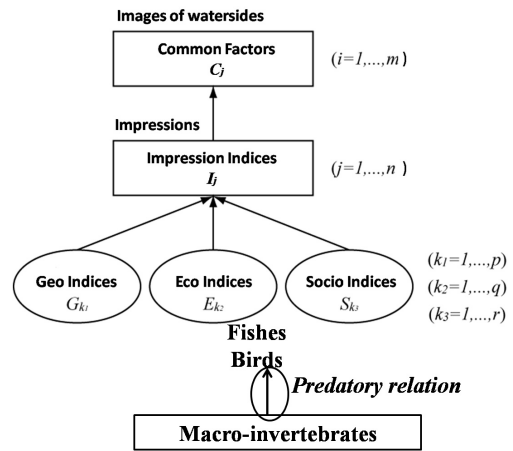 Images of watersides
Common Factors
Cj
(i=1,...,m)
Impressions
Impression Indices
Ij
(j=1,...,n)
Geo Indices
Gk1
Eco Indices
Ek2
Socio Indices
Sk3
(k1=1,...,p)
(k2=1,...,q)
(k3=1,...,r)
Fishes
Birds
Predatory relation
Macro-invertebrates